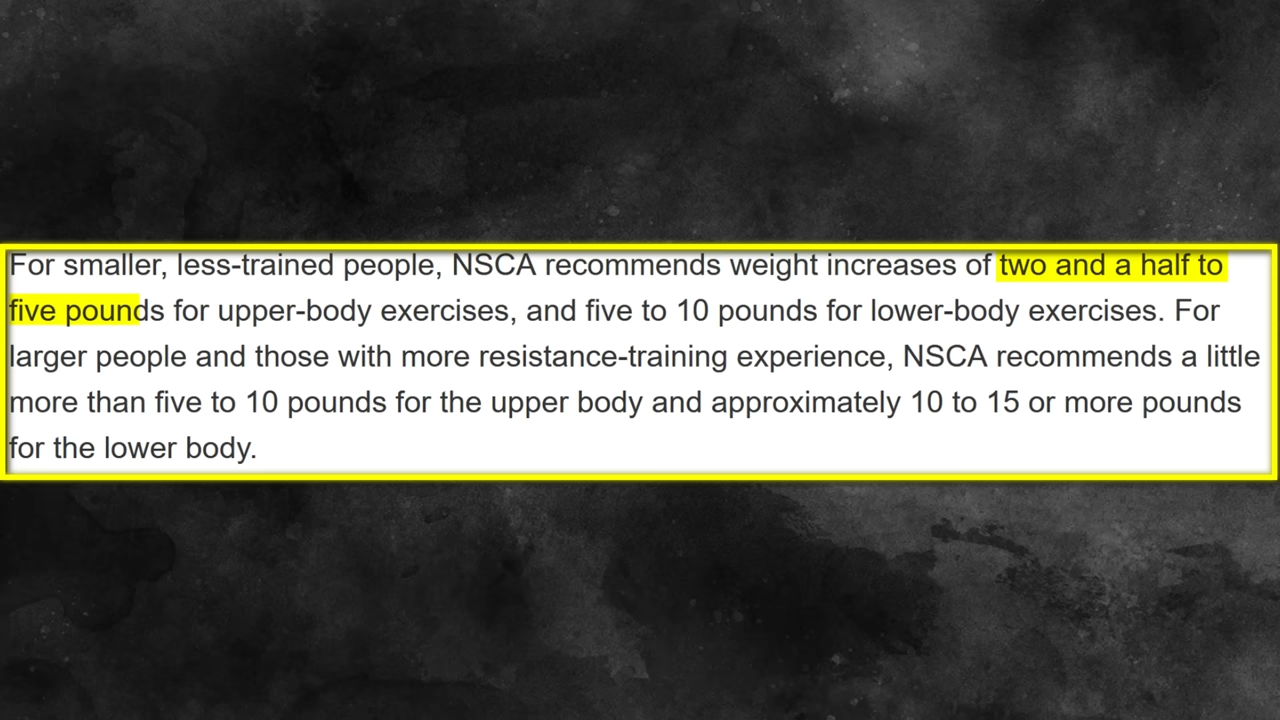 For smaller, less-trained people, NSCA recommends weight increases of two and a half to
five pounds for upper-body exercises, and five to 10 pounds for lower-body exercises. For
larger people and those with more resistance-training experience, NSCA recommends a little
more than five to 10 pounds for the upper body and approximately 10 to 15 or more pounds
for the lower body.